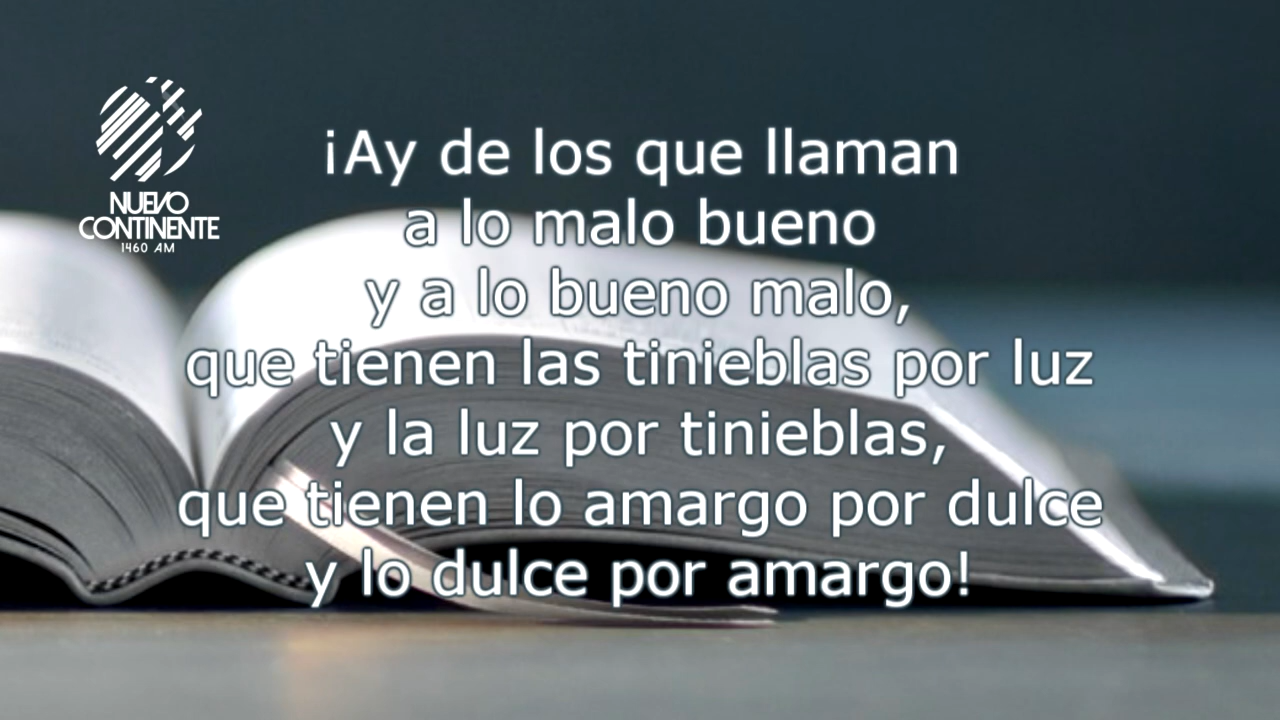 NUEVO
CONTINENTE
1460 AM
¡Ay de los que llaman
a lo malo bueno
y a lo bueno malo,
que tienen las tinieblas por luz
y la luz por tinieblas,
que tienen lo amargo por dulce
y lo dulce por amargo!